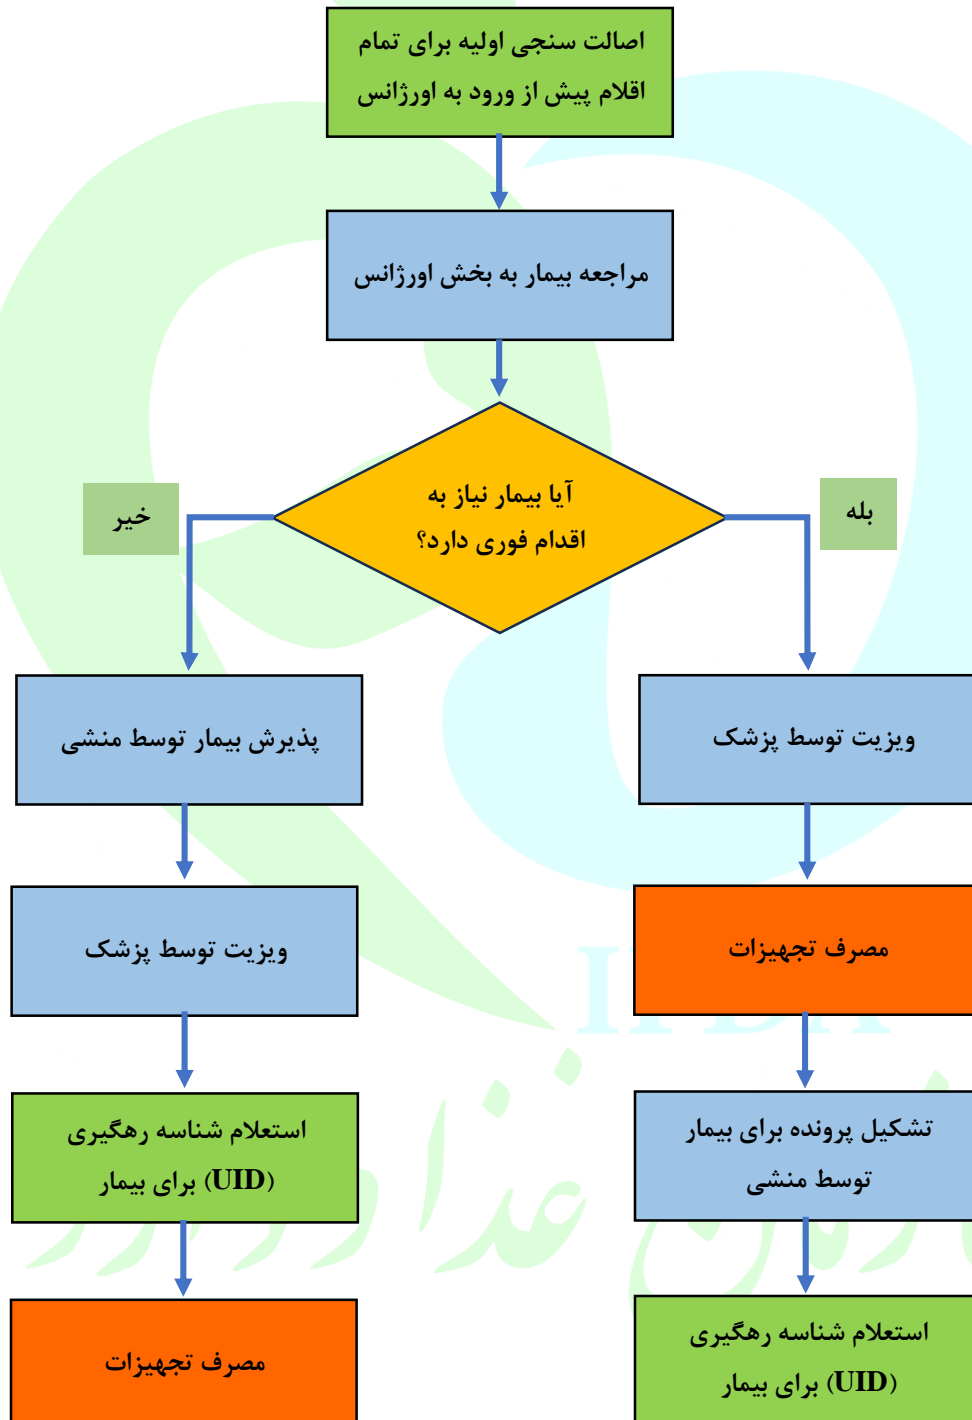 اصالت سنجی اولیه برای تمام
اقلام پیش از ورود به اورژانس
مراجعه بیمار به بخش اورژانس
آیا بیمار نیاز به
اقدام فوری دارد؟
بله
خیر
ویزیت توسط پزشک
پذیرش بیمار توسط منشی
مصرف تجهیزات
ویزیت توسط پزشک
تشکیل پرونده برای بیمار
توسط منشی
استعلام شناسه رهگیری
(UID) برای بیمار
استعلام شناسه رهگیری
(UID) برای بیمار
مصرف تجهیزات